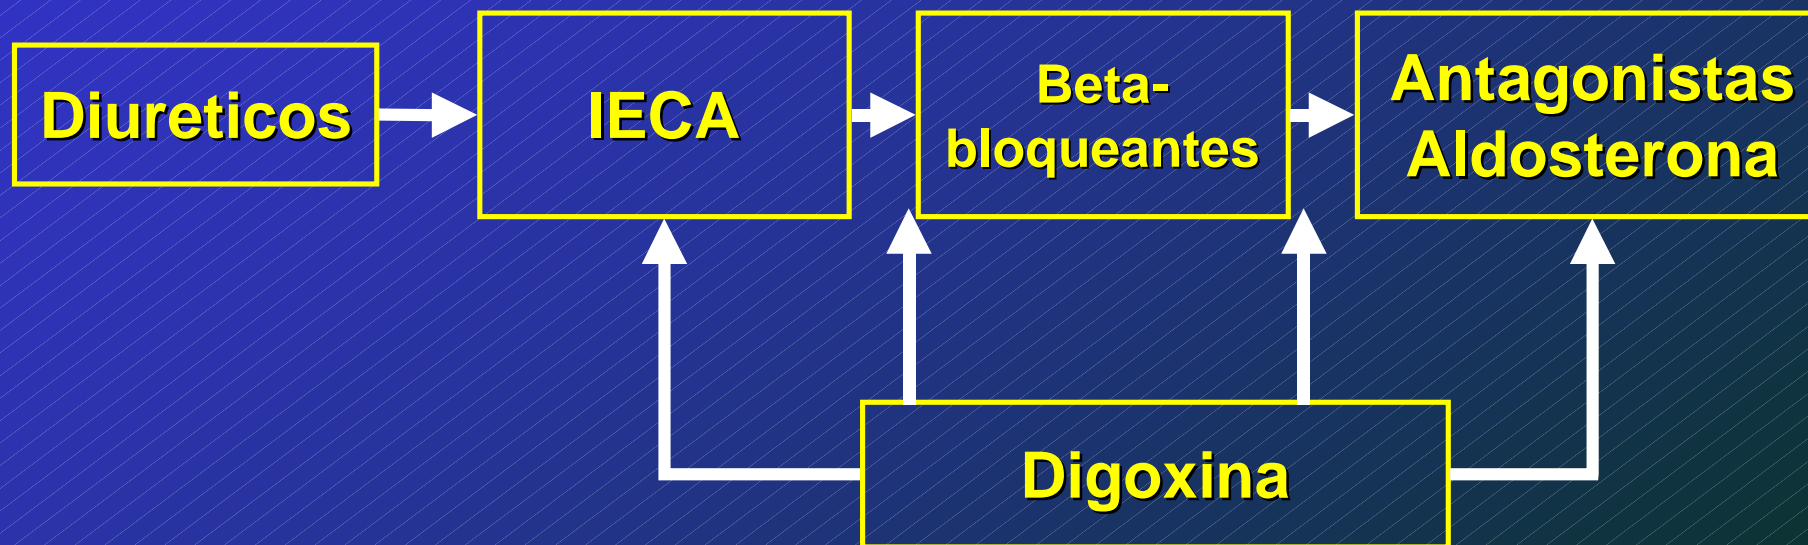 Diureticos
IECA
Beta-
bloqueantes
Antagonistas
Aldosterona
Digoxina